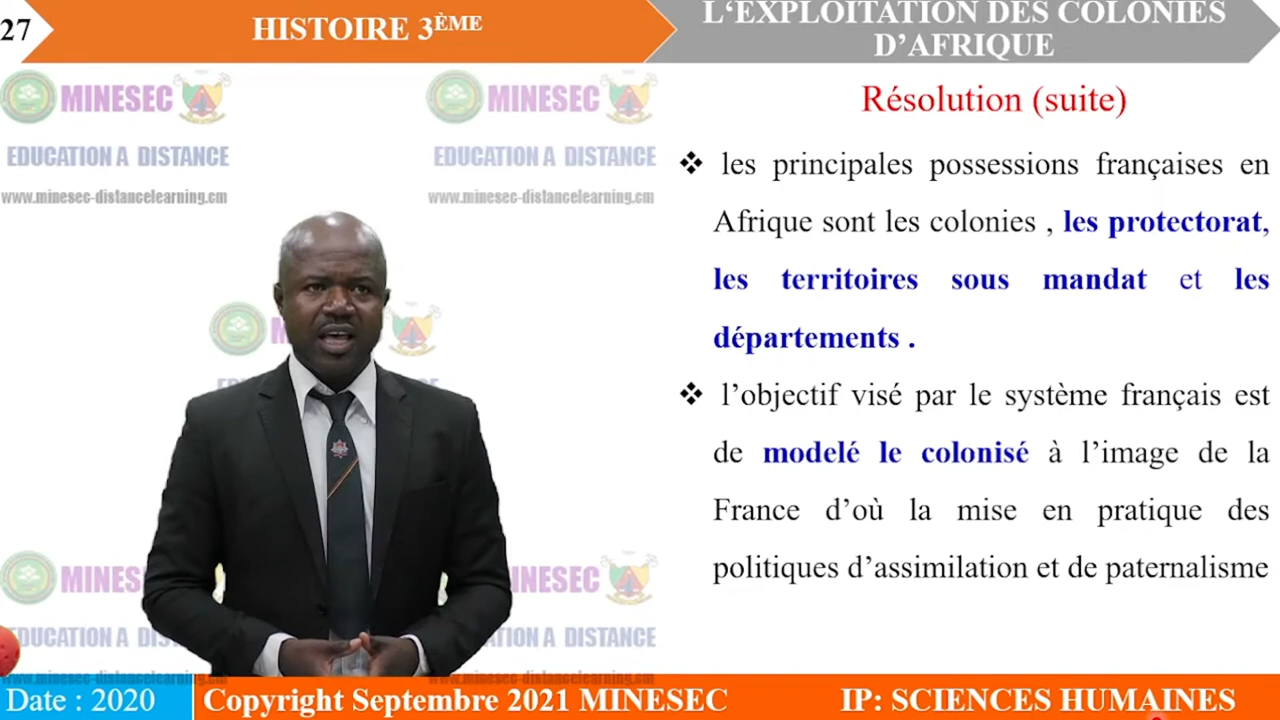 27
HISTOIRE 3ÈME
L‘EXPLOITATION DES COLONIES
D’AFRIQUE
MINESEC
EDUCATION A DISTANCE
www.minesec-distancelearning.cm
MINESEC
EDUCATION A DISTANCE
www.minesec-distancelearning.cm
Résolution (suite)
❖ les principales possessions françaises en
Afrique sont les colonies , les protectorat,
les territoires sous mandat et les
départements .
❖ l’objectif visé par le système français est
de modelé le colonisé à l’image de la
France d’où la mise en pratique des
politiques d’assimilation et de paternalisme
MINESEC
DISTANCE
Date : 2020
Copyright Septembre 2021 MINESEC
IP: SCIENCES HUMAINES